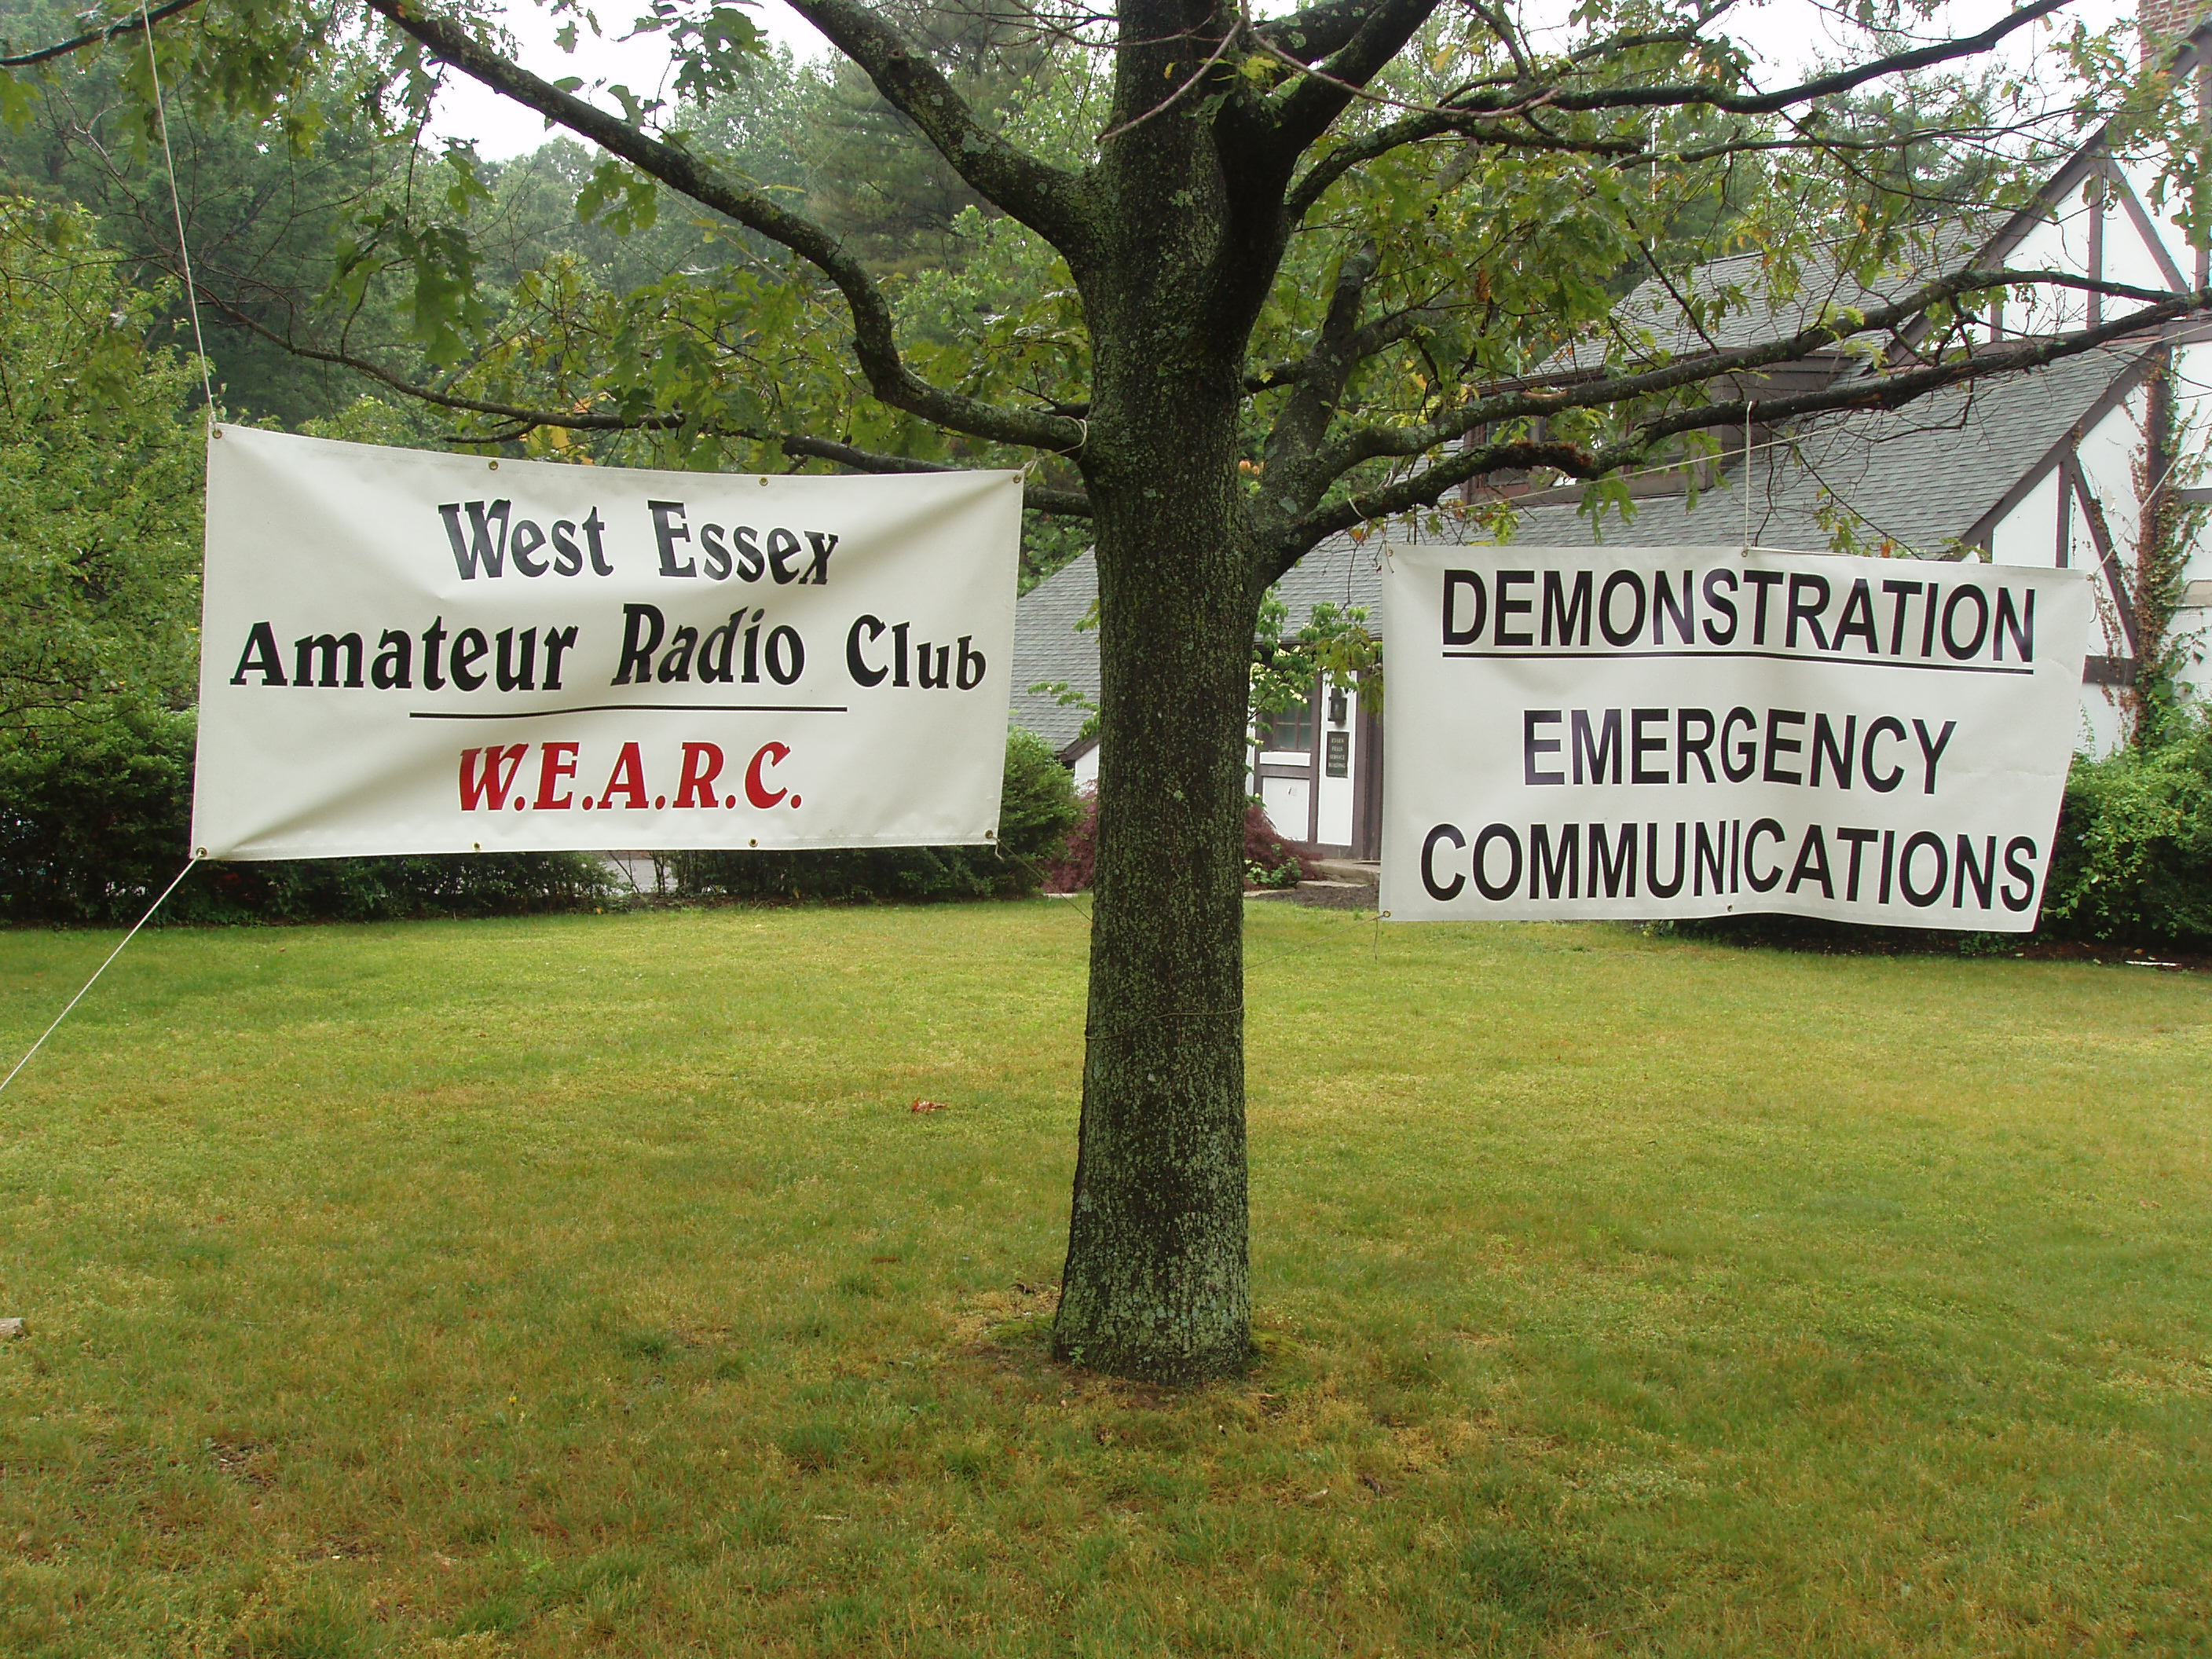 West Essex
Amateur Radio Club
W.E.A.R.C.
DEMONSTRATION
EMERGENCY
COMMUNICATIONS